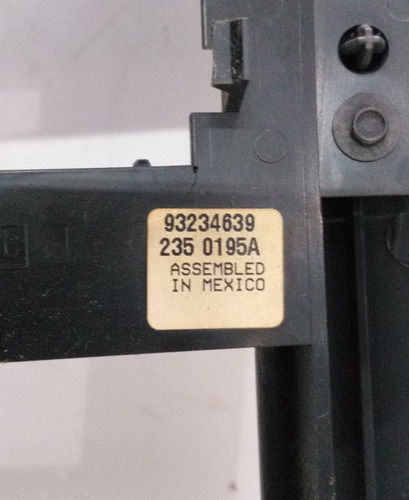 93234639
235 0195A
ASSEMBLED
IN MEXICO